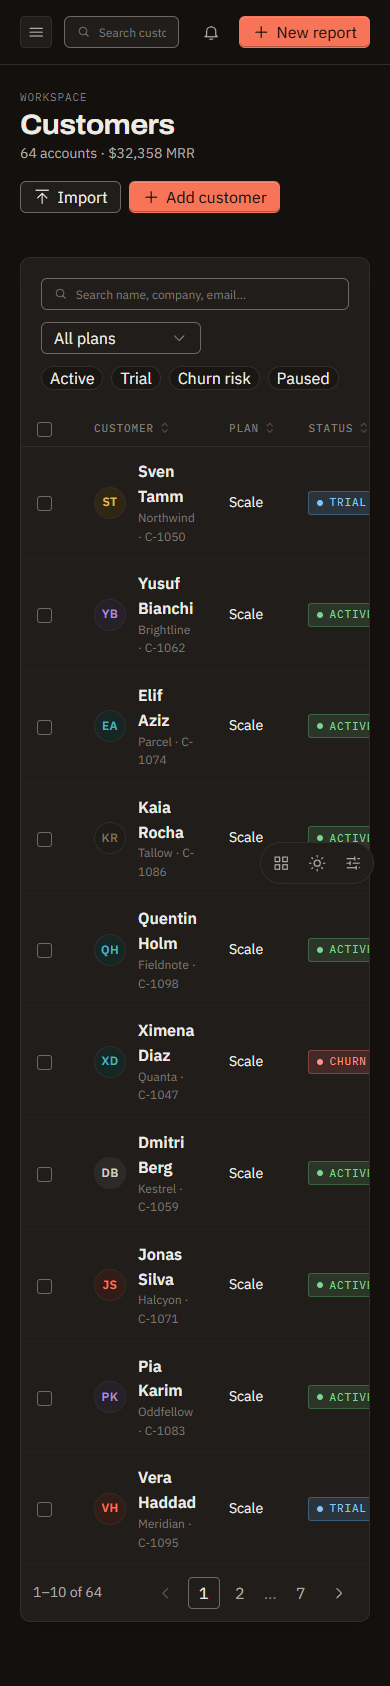 Search custo
New report
WORKSPACE
Customers
64 accounts · $32,358 MRR
Import
Add customer
Search name, company, email...
All plans
Active Trial Churn risk Paused
CUSTOMER PLAN STATUS
ST Sven Tamm Scale TRIAL
Northwind · C-1050
YB Yusuf Bianchi Scale ACTIVE
Brightline · C-1062
EA Elif Aziz Scale ACTIVE
Parcel · C-1074
KR Kaia Rocha Scale ACTIVE
Tallow · C-1086
QH Quentin Holm Scale ACTIVE
Fieldnote · C-1098
XD Ximena Diaz Scale CHURN
Quanta · C-1047
DB Dmitri Berg Scale ACTIVE
Kestrel · C-1059
JS Jonas Silva Scale ACTIVE
Halcyon · C-1071
PK Pia Karim Scale ACTIVE
Oddfellow · C-1083
VH Vera Haddad Scale TRIAL
Meridian · C-1095
1–10 of 64 1 2 ... 7